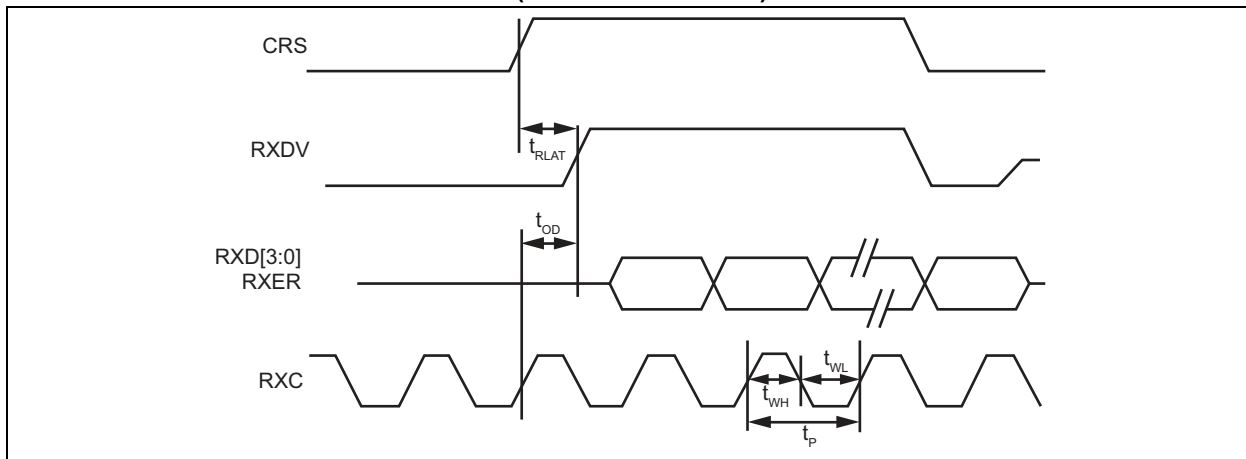 CRS
t_RLAT
RXDV
t_OD
RXD[3:0]
RXER
RXC
t_WH
t_WL
t_P